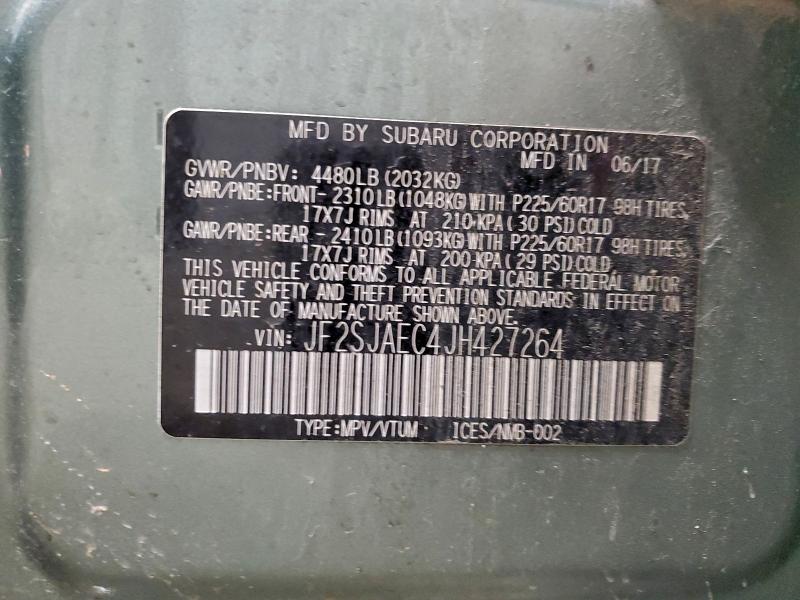 MFD BY SUBARU CORPORATION
MFD IN 06/17
GVWR/PNBV: 4480LB(2032KG)
GAWR/PNBE:FRONT-2310LB(1048KG)WITH P225/60R17 98H TIRES,
17X7J RIMS AT 210 KPA( 30 PSI)COLD
GAWR/PNBE:REAR -2410LB(1093KG)WITH P225/60R17 98H TIRES,
17X7J RIMS AT 200 KPA( 29 PSI)COLD,
THIS VEHICLE CONFORMS TO ALL APPLICABLE FEDERAL MOTOR
VEHICLE SAFETY AND THEFT PREVENTION STANDARDS IN EFFECT ON
THE DATE OF MANUFACTURE SHOWN ABOVE.
VIN: JF2SJAEC4JH427264
TYPE:MPV/VTUM ICES/NMB-002